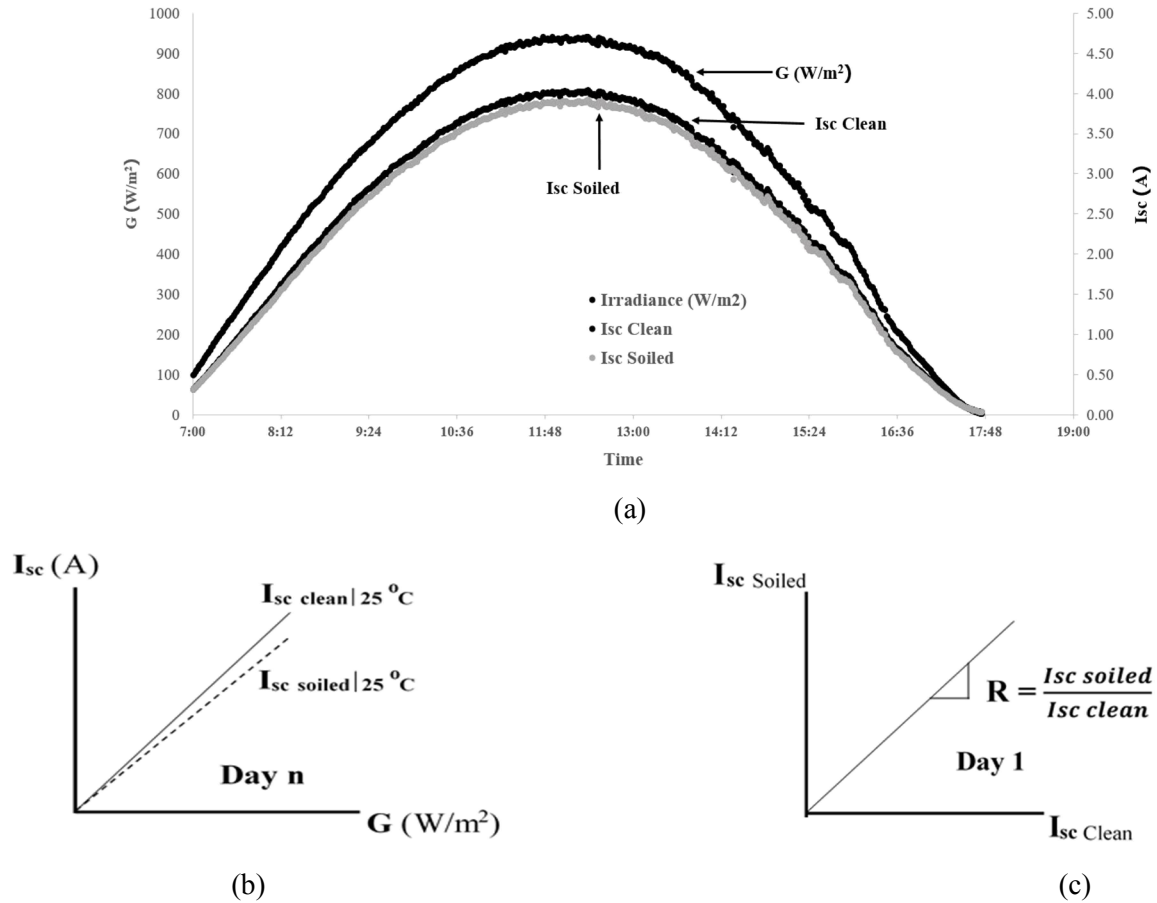 1000
900
800
700
600
500
400
300
200
100
0
G (W/m²)
5.00
4.50
4.00
3.50
3.00
2.50
2.00
1.50
1.00
0.50
0.00
Isc (A)
G (W/m²)
Isc Clean
Isc Soiled
Irradiance (W/m2)
Isc Clean
Isc Soiled
7:00 8:12 9:24 10:36 11:48 13:00 14:12 15:24 16:36 17:48 19:00
Time
(a)
Isc (A)
Isc clean|25 °C
Isc soiled|25 °C
Day n
G (W/m²)
(b)
Isc Soiled
R = Isc soiled / Isc clean
Day 1
Isc Clean
(c)